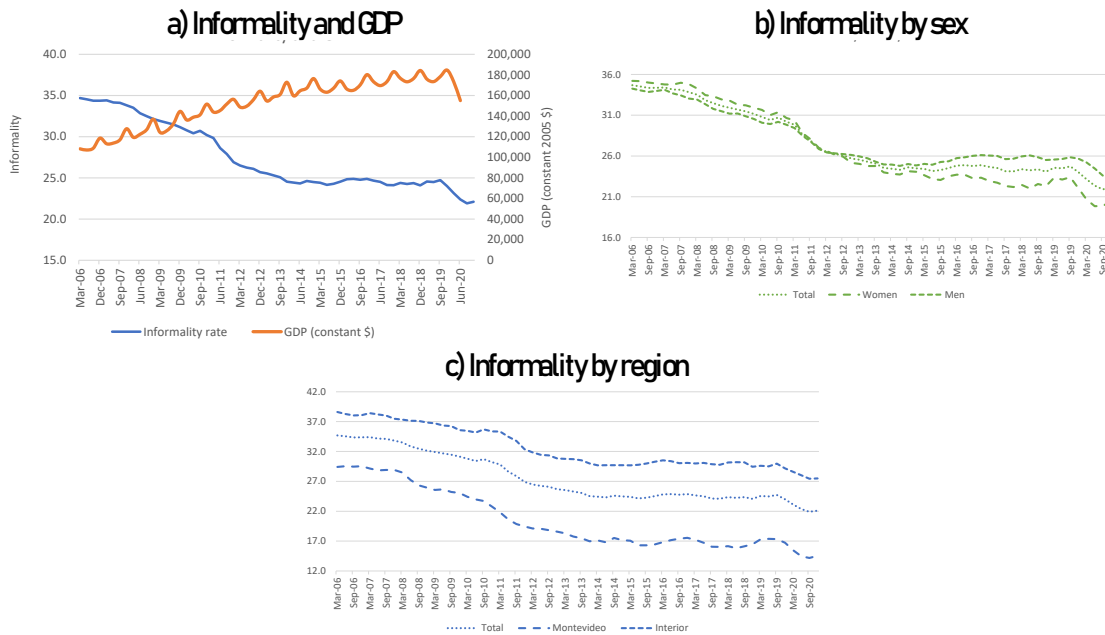 a) Informality and GDP
40.0
35.0
30.0
25.0
20.0
15.0
Informality
200,000
180,000
160,000
140,000
120,000
100,000
80,000
60,000
40,000
20,000
0
GDP (constant 2005 $)
Mar-06
Dec-06
Sep-07
Jun-08
Mar-09
Dec-09
Sep-10
Jun-11
Mar-12
Dec-12
Sep-13
Jun-14
Mar-15
Dec-15
Sep-16
Jun-17
Mar-18
Dec-18
Sep-19
Jun-20
Informality rate GDP (constant $)
b) Informality by sex
36.0
31.0
26.0
21.0
16.0
Mar-06
Sep-06
Mar-07
Sep-07
Mar-08
Sep-08
Mar-09
Sep-09
Mar-10
Sep-10
Mar-11
Sep-11
Mar-12
Sep-12
Mar-13
Sep-13
Mar-14
Sep-14
Mar-15
Sep-15
Mar-16
Sep-16
Mar-17
Sep-17
Mar-18
Sep-18
Mar-19
Sep-19
Mar-20
Sep-20
Total Women Men
c) Informality by region
42.0
37.0
32.0
27.0
22.0
17.0
12.0
Mar-06
Sep-06
Mar-07
Sep-07
Mar-08
Sep-08
Mar-09
Sep-09
Mar-10
Sep-10
Mar-11
Sep-11
Mar-12
Sep-12
Mar-13
Sep-13
Mar-14
Sep-14
Mar-15
Sep-15
Mar-16
Sep-16
Mar-17
Sep-17
Mar-18
Sep-18
Mar-19
Sep-19
Mar-20
Sep-20
Total Montevideo Interior